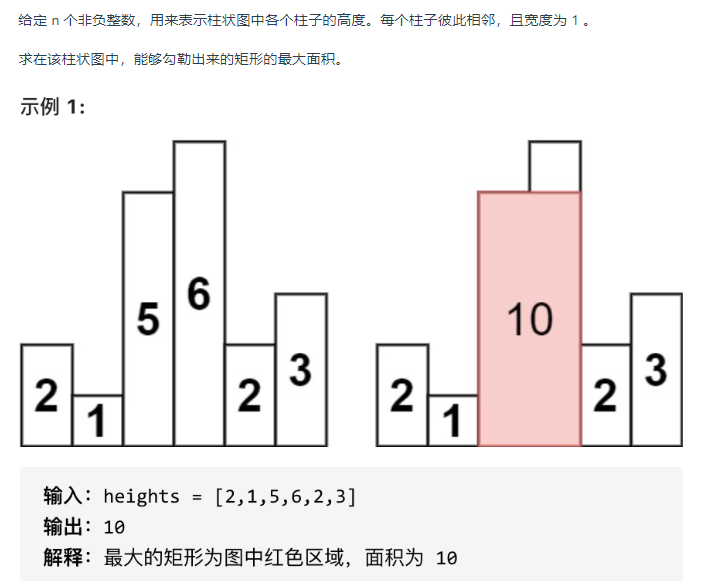 给定 n 个非负整数，用来表示柱状图中各个柱子的高度。每个柱子彼此相邻，且宽度为 1 。
求在该柱状图中，能够勾勒出来的矩形的最大面积。
示例 1:
2 1 5 6 2 3
2 1 10 2 3
输入：heights = [2,1,5,6,2,3]
输出：10
解释：最大的矩形为图中红色区域，面积为 10